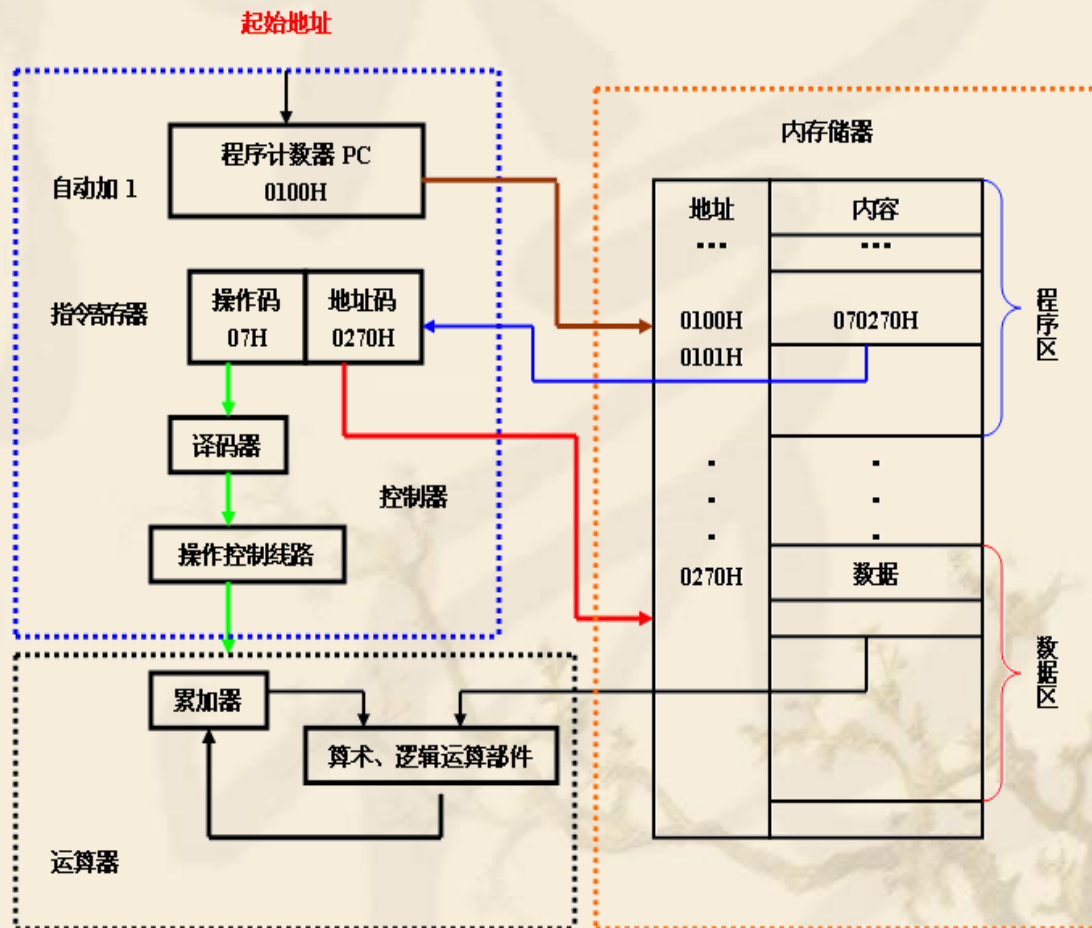 起始地址
程序计数器 PC
0100H
自动加 1
指令寄存器
操作码
07H
地址码
0270H
译码器
控制器
操作控制线路
累加器
算术、逻辑运算部件
运算器
内存储器
地址
内容
...
...
0100H
070270H
0101H
程序区
.
.
.
.
.
.
0270H
数据
数据区